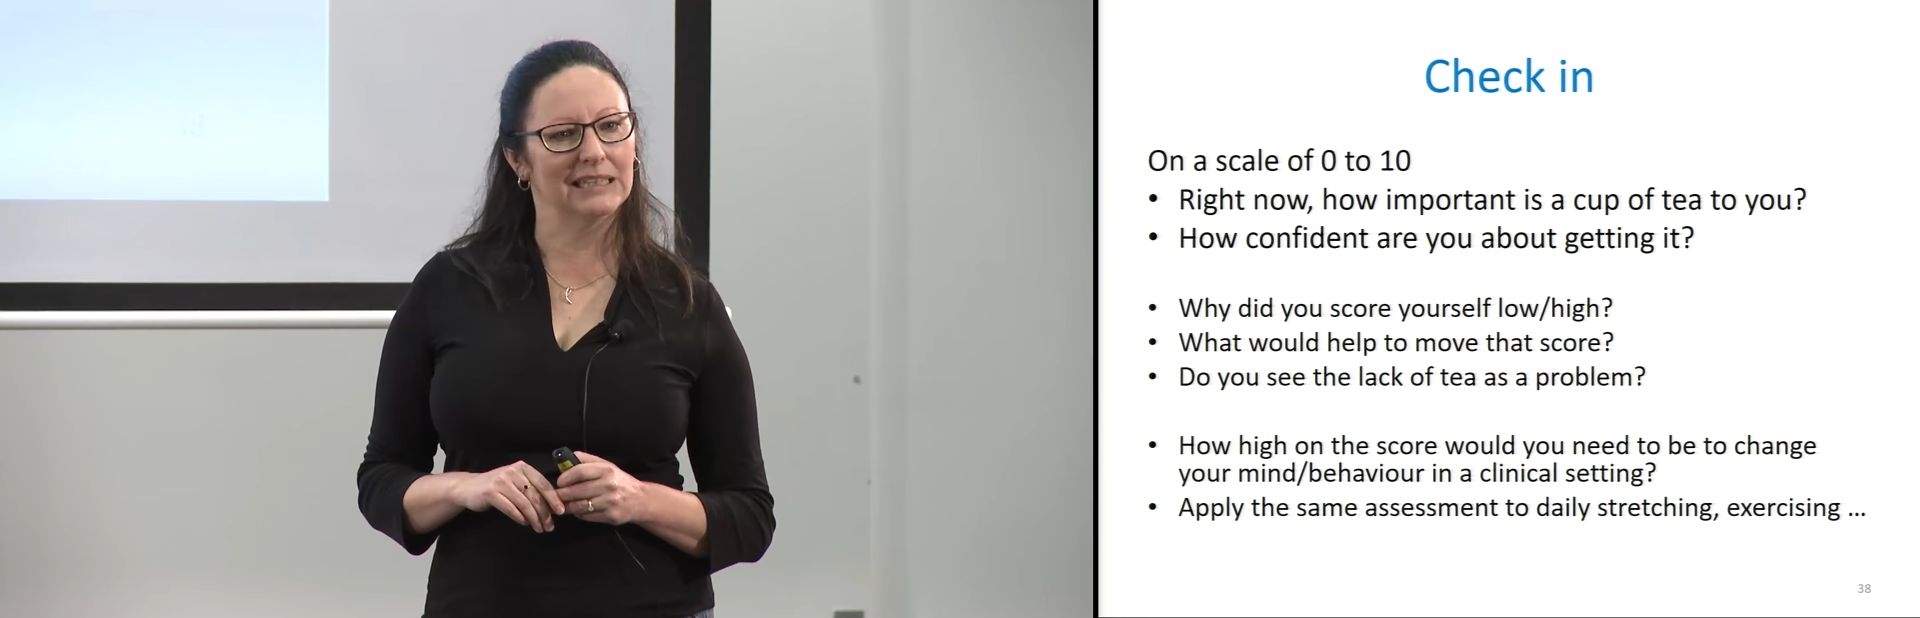 Check in
On a scale of 0 to 10
• Right now, how important is a cup of tea to you?
• How confident are you about getting it?
• Why did you score yourself low/high?
• What would help to move that score?
• Do you see the lack of tea as a problem?
• How high on the score would you need to be to change
your mind/behaviour in a clinical setting?
• Apply the same assessment to daily stretching, exercising ...
38